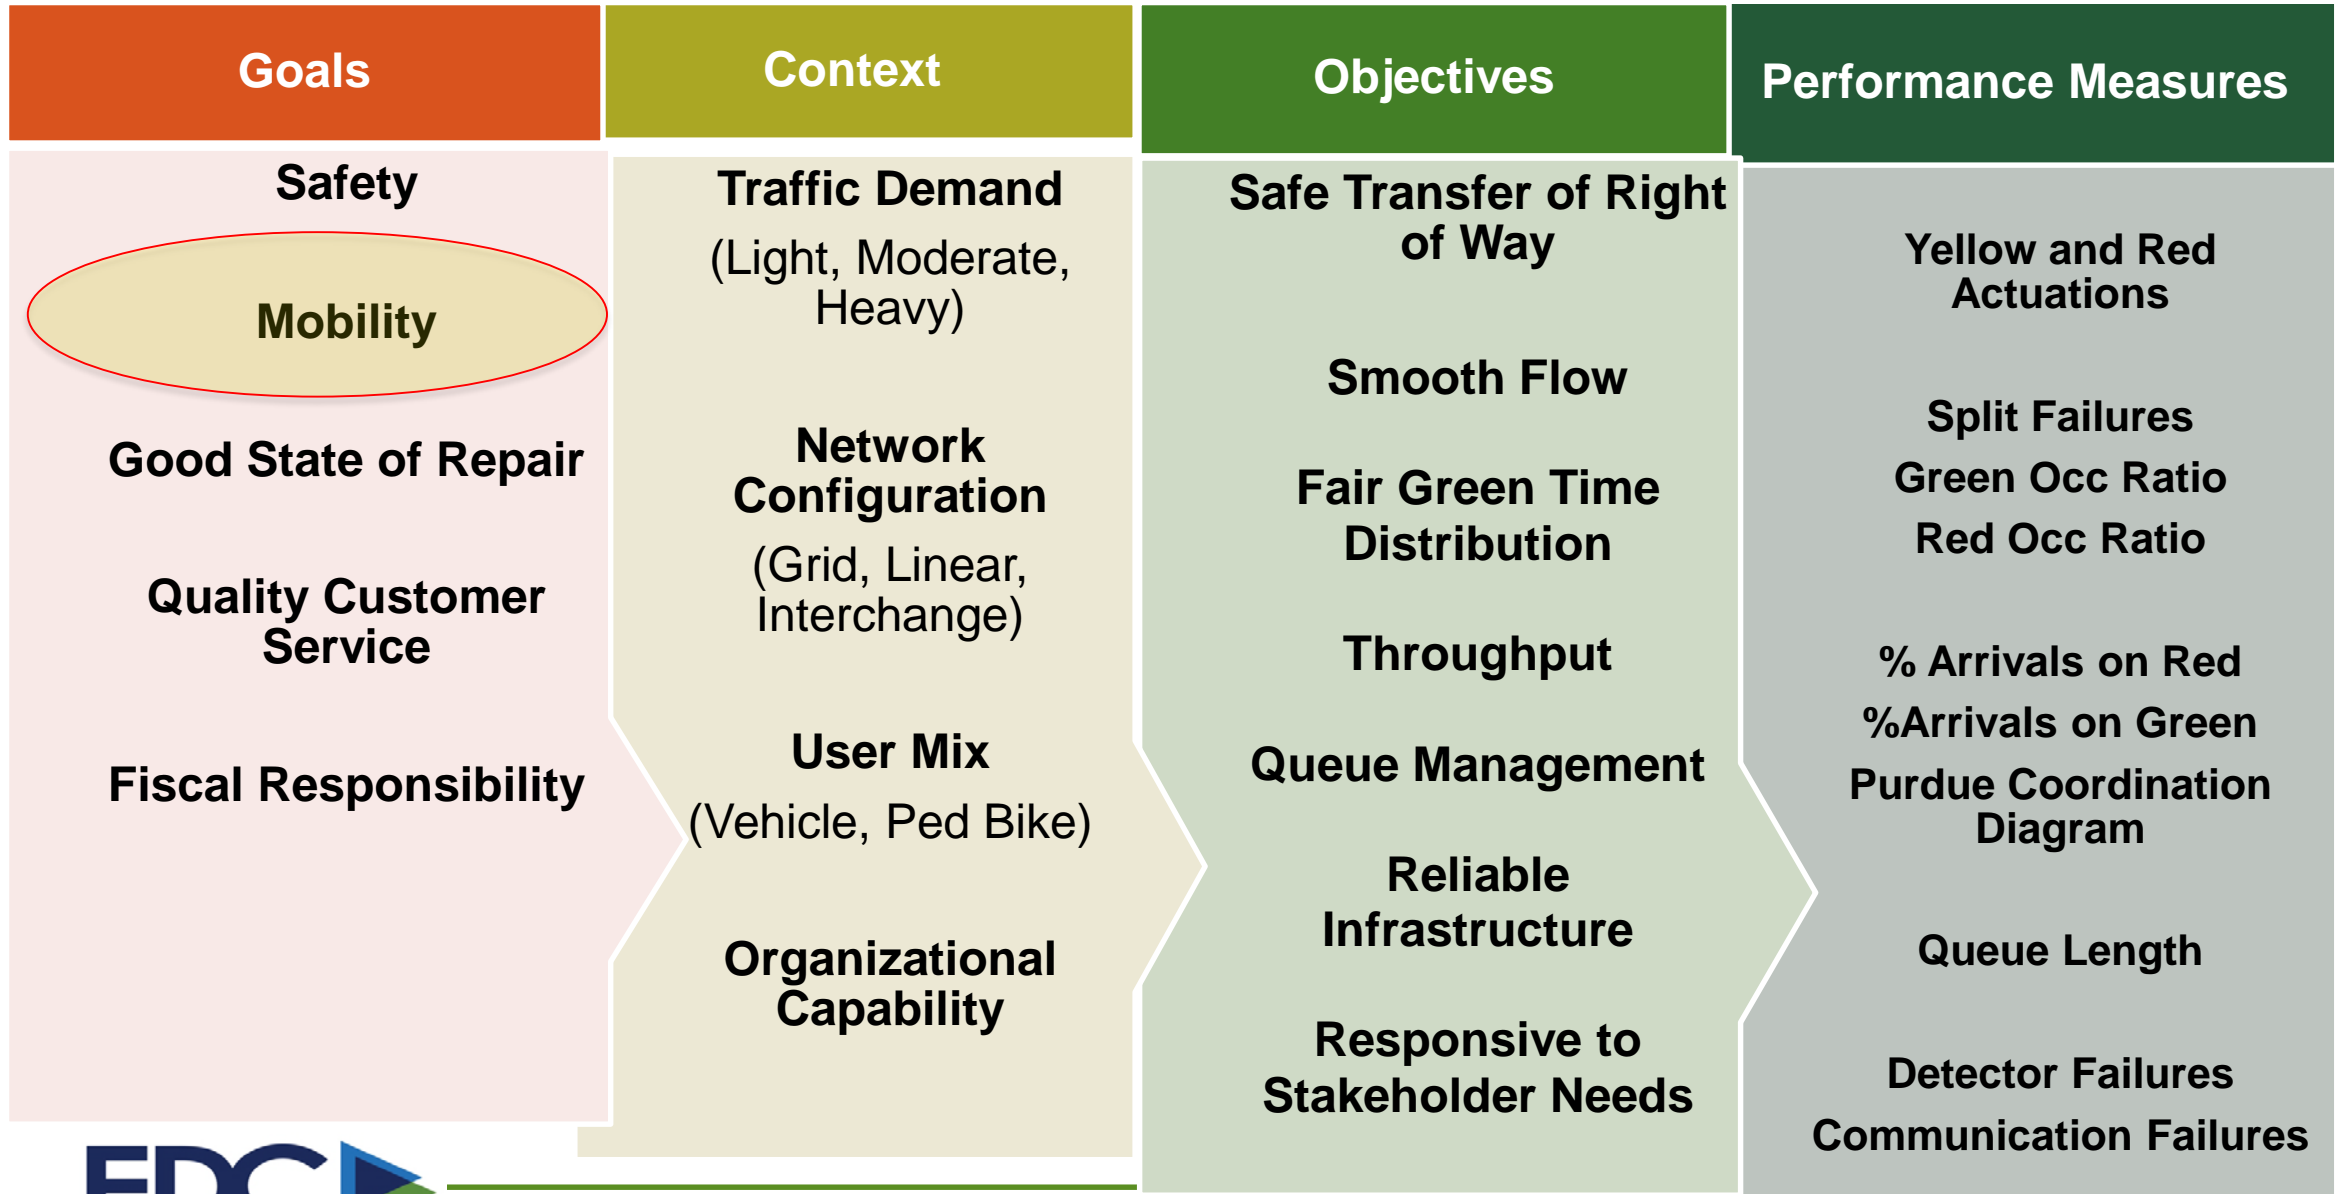 Goals
Context
Objectives
Performance Measures
Safety
Mobility
Good State of Repair
Quality Customer
Service
Fiscal Responsibility
Traffic Demand
(Light, Moderate,
Heavy)
Network
Configuration
(Grid, Linear,
Interchange)
User Mix
(Vehicle, Ped Bike)
Organizational
Capability
Safe Transfer of Right
of Way
Smooth Flow
Fair Green Time
Distribution
Throughput
Queue Management
Reliable
Infrastructure
Responsive to
Stakeholder Needs
Yellow and Red
Actuations
Split Failures
Green Occ Ratio
Red Occ Ratio
% Arrivals on Red
%Arrivals on Green
Purdue Coordination
Diagram
Queue Length
Detector Failures
Communication Failures
EDC